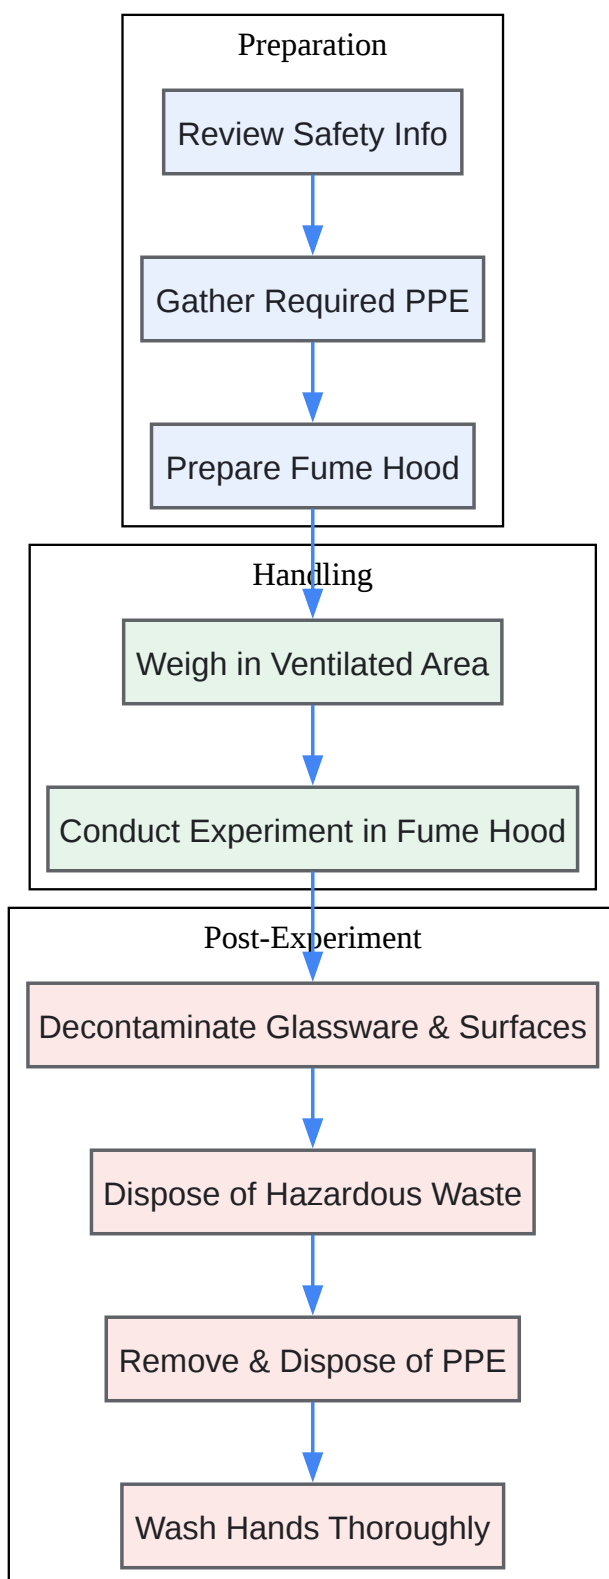 Preparation
Review Safety Info
Gather Required PPE
Prepare Fume Hood
Handling
Weigh in Ventilated Area
Conduct Experiment in Fume Hood
Post-Experiment
Decontaminate Glassware & Surfaces
Dispose of Hazardous Waste
Remove & Dispose of PPE
Wash Hands Thoroughly